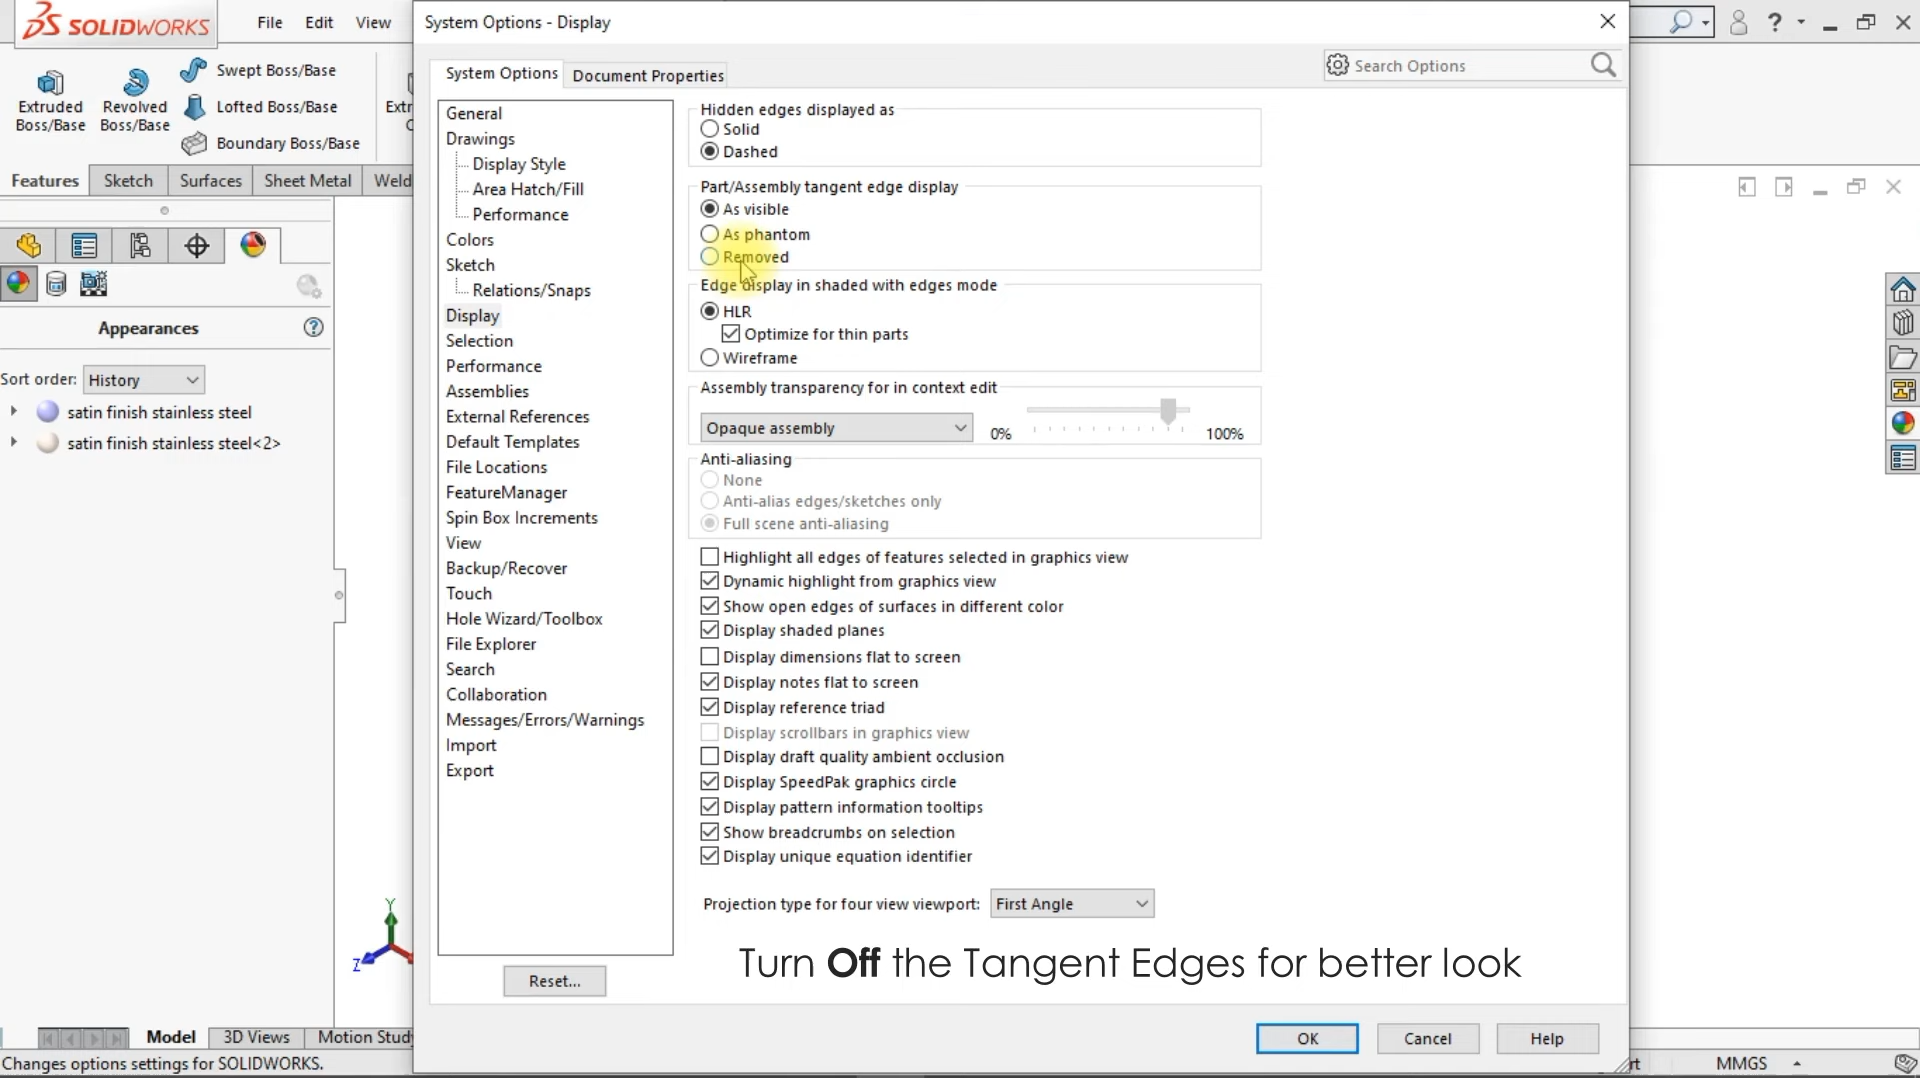 SOLIDWORKS
File Edit View
System Options - Display
Extruded Boss/Base
Revolved Boss/Base
Swept Boss/Base
Lofted Boss/Base
Boundary Boss/Base
Features Sketch Surfaces Sheet Metal
System Options Document Properties
Search Options
Appearances
Sort order: History
satin finish stainless steel
satin finish stainless steel<2>
General
Drawings
Display Style
Area Hatch/Fill
Performance
Colors
Sketch
Relations/Snaps
Display
Selection
Performance
Assemblies
External References
Default Templates
File Locations
FeatureManager
Spin Box Increments
View
Backup/Recover
Touch
Hole Wizard/Toolbox
File Explorer
Search
Collaboration
Messages/Errors/Warnings
Import
Export
Reset...
Hidden edges displayed as
Solid
Dashed
Part/Assembly tangent edge display
As visible
As phantom
Removed
Edge display in shaded with edges mode
HLR
Optimize for thin parts
Wireframe
Assembly transparency for in context edit
Opaque assembly 0% 100%
Anti-aliasing
None
Anti-alias edges/sketches only
Full scene anti-aliasing
Highlight all edges of features selected in graphics view
Dynamic highlight from graphics view
Show open edges of surfaces in different color
Display shaded planes
Display dimensions flat to screen
Display notes flat to screen
Display reference triad
Display scrollbars in graphics view
Display draft quality ambient occlusion
Display SpeedPak graphics circle
Display pattern information tooltips
Show breadcrumbs on selection
Display unique equation identifier
Projection type for four view viewport: First Angle
Turn Off the Tangent Edges for better look
Y
Z
OK Cancel Help
Model 3D Views Motion Study
Changes options settings for SOLIDWORKS.
MMGS